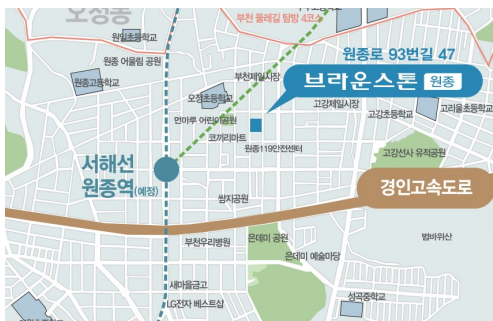 오정동
부천 둘레길 탐방 4코스
원일초등학교
원종로 93번길 47
원종 어울림 공원
브라운스톤 원종
부천제일시장
원종고등학교
오정초등학교
고강제일시장
고리울초등학교
먼마루 어린이공원
고강초등학교
코끼리마트
원종119안전센터
고강선사 유적공원
서해선
원종역(예정)
쌈지공원
경인고속도로
부천우리병원
은데미 공원
범바위산
은데미 예술마당
새마을금고
LG전자 베스트샵
성곡중학교